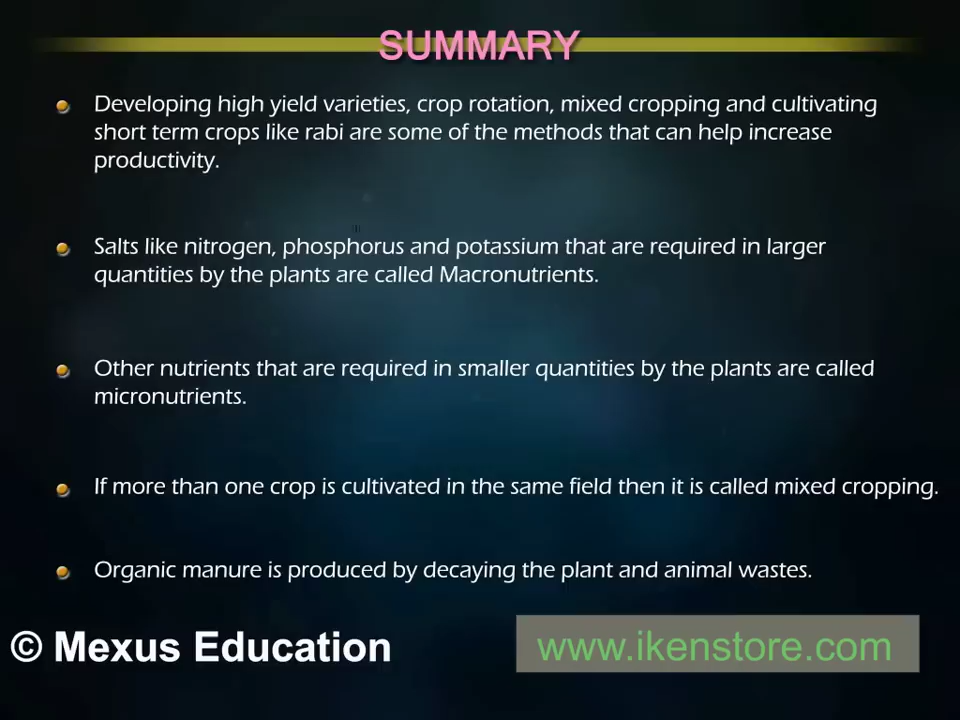 SUMMARY
Developing high yield varieties, crop rotation, mixed cropping and cultivating
short term crops like rabi are some of the methods that can help increase
productivity.
Salts like nitrogen, phosphorus and potassium that are required in larger
quantities by the plants are called Macronutrients.
Other nutrients that are required in smaller quantities by the plants are called
micronutrients.
If more than one crop is cultivated in the same field then it is called mixed cropping.
Organic manure is produced by decaying the plant and animal wastes.
© Mexus Education
www.ikenstore.com